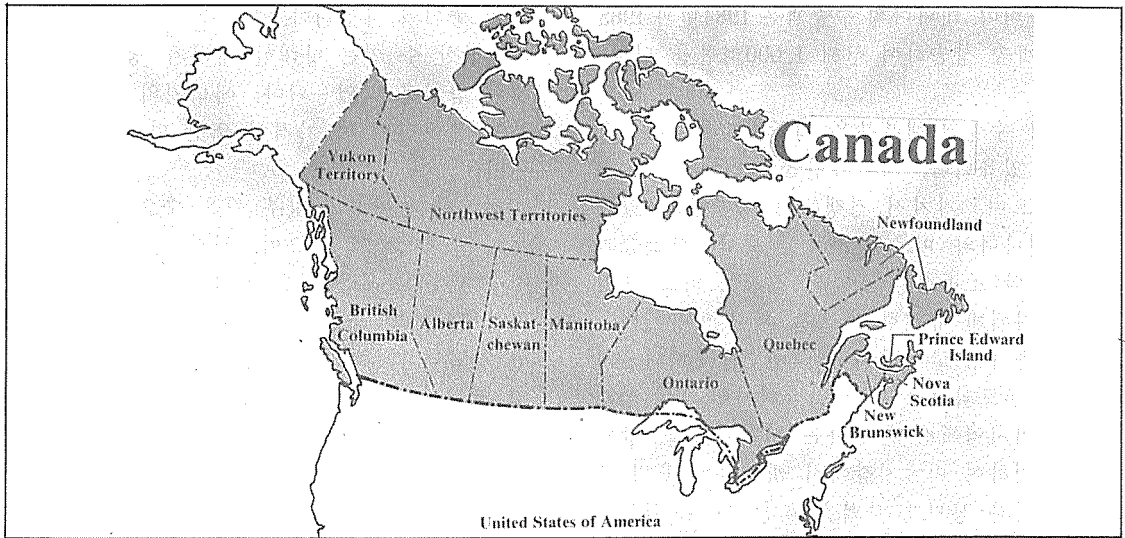 Canada
Yukon
Territory
Northwest Territories
Newfoundland
British
Columbia
Alberta
Saskat-
chewan
Manitoba
Ontario
Quebec
Prince Edward
Island
Nova
Scotia
New
Brunswick
United States of America